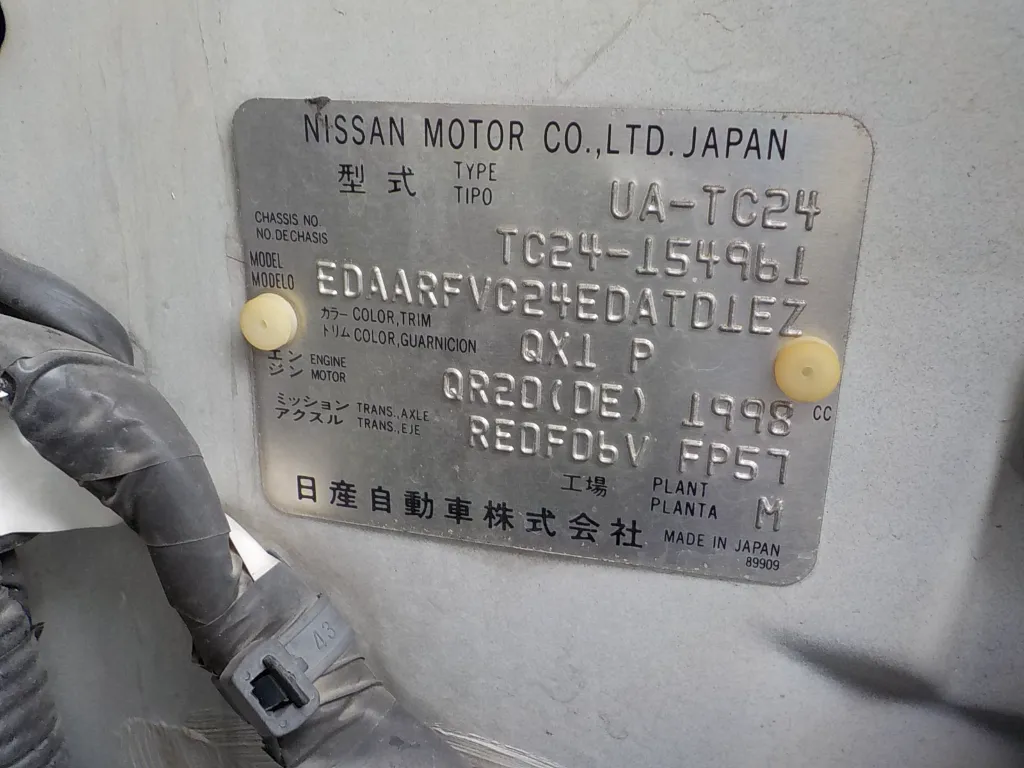 NISSAN MOTOR CO.,LTD. JAPAN
型式 TYPE TIPO UA-TC24
CHASSIS NO. NO.DECHASIS TC24-154961
MODEL MODELO EDAARFVC24EDATD1EZ
カラー COLOR,TRIM
トリム COLOR,GUARNICION QX1 P
エンジン ENGINE MOTOR QR20(DE) 1998 CC
ミッション TRANS.,AXLE
アクスル TRANS.,EJE RE0F06V FP57
工場 PLANT PLANTA M
日産自動車株式会社 MADE IN JAPAN
89909
43